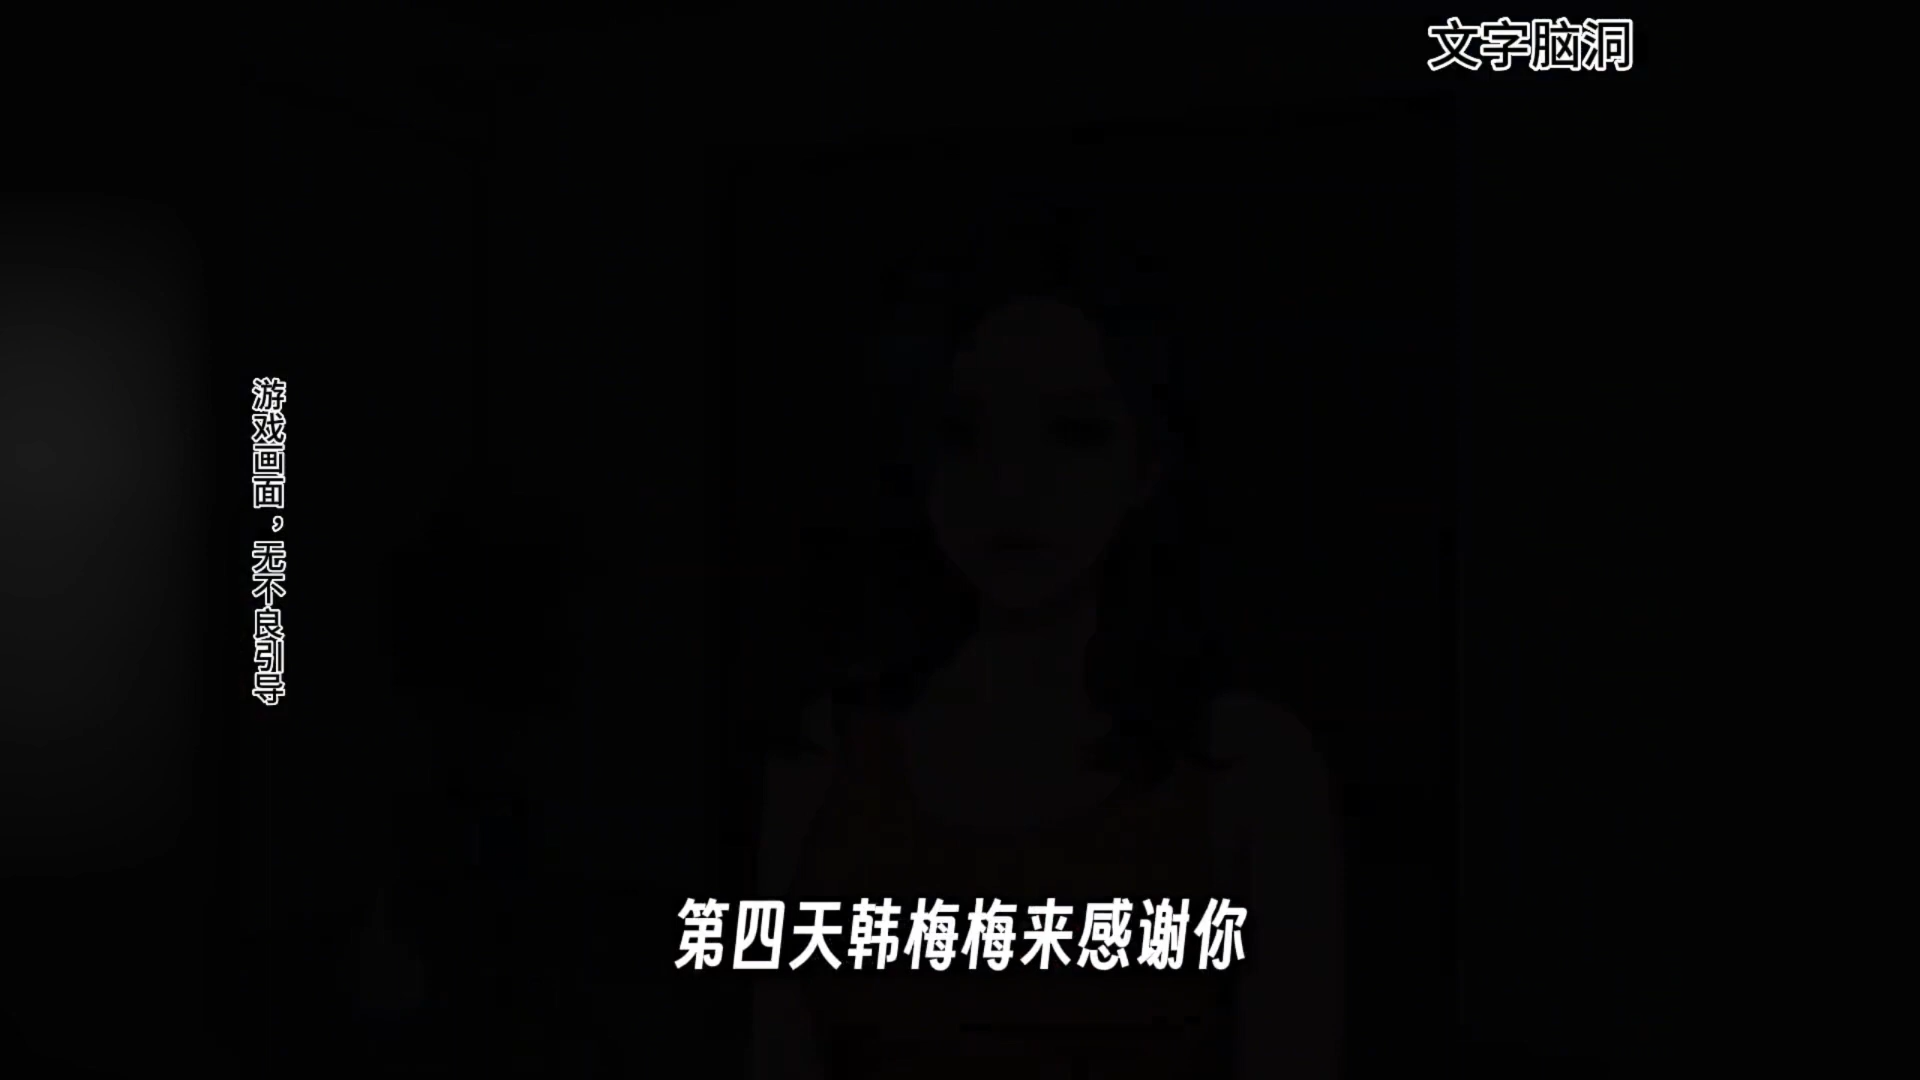 文字脑洞
游戏画面，无不良引导
第四天韩梅梅来感谢你